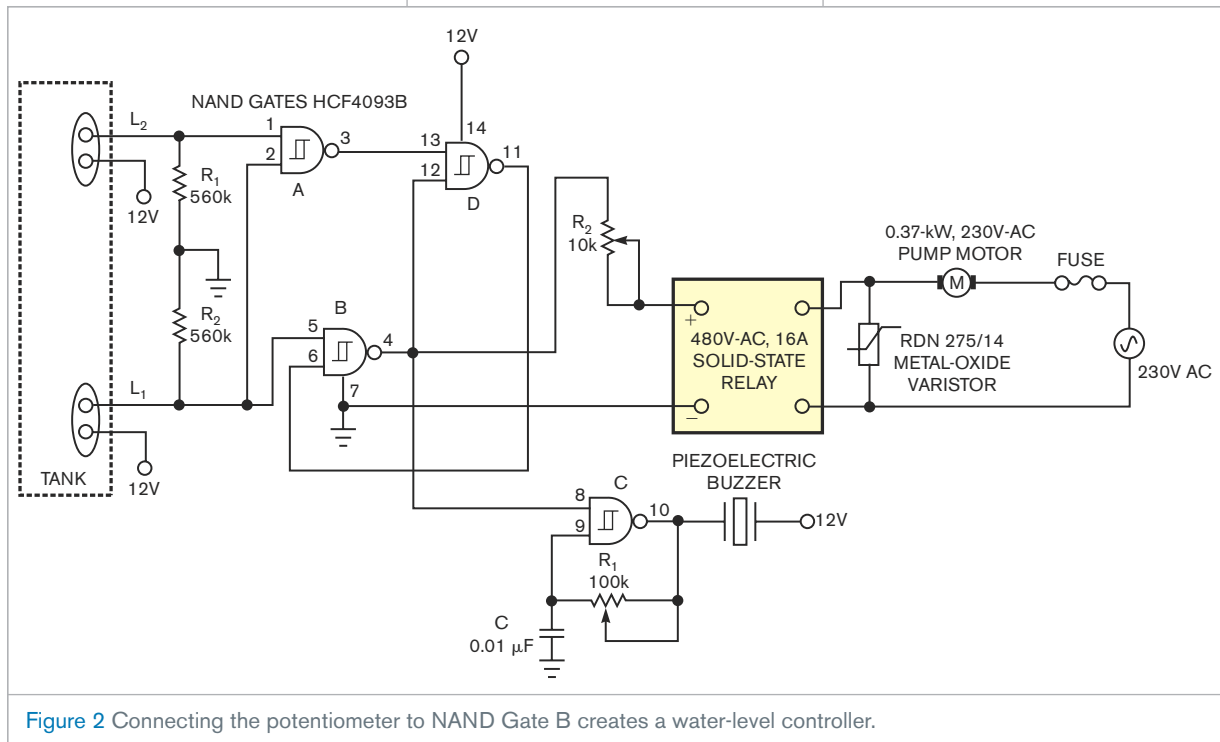 12V
NAND GATES HCF4093B
L2
1
2
3
A
13
14
12
11
D
R1
560k
12V
R2
10k
0.37-kW, 230V-AC
PUMP MOTOR
FUSE
M
R2
560k
B
5
6
4
7
+
480V-AC, 16A
SOLID-STATE
RELAY
−
RDN 275/14
METAL-OXIDE
VARISTOR
230V AC
L1
TANK
12V
PIEZOELECTRIC
BUZZER
C
8
9
10
12V
R1
100k
C
0.01 μF
Figure 2 Connecting the potentiometer to NAND Gate B creates a water-level controller.